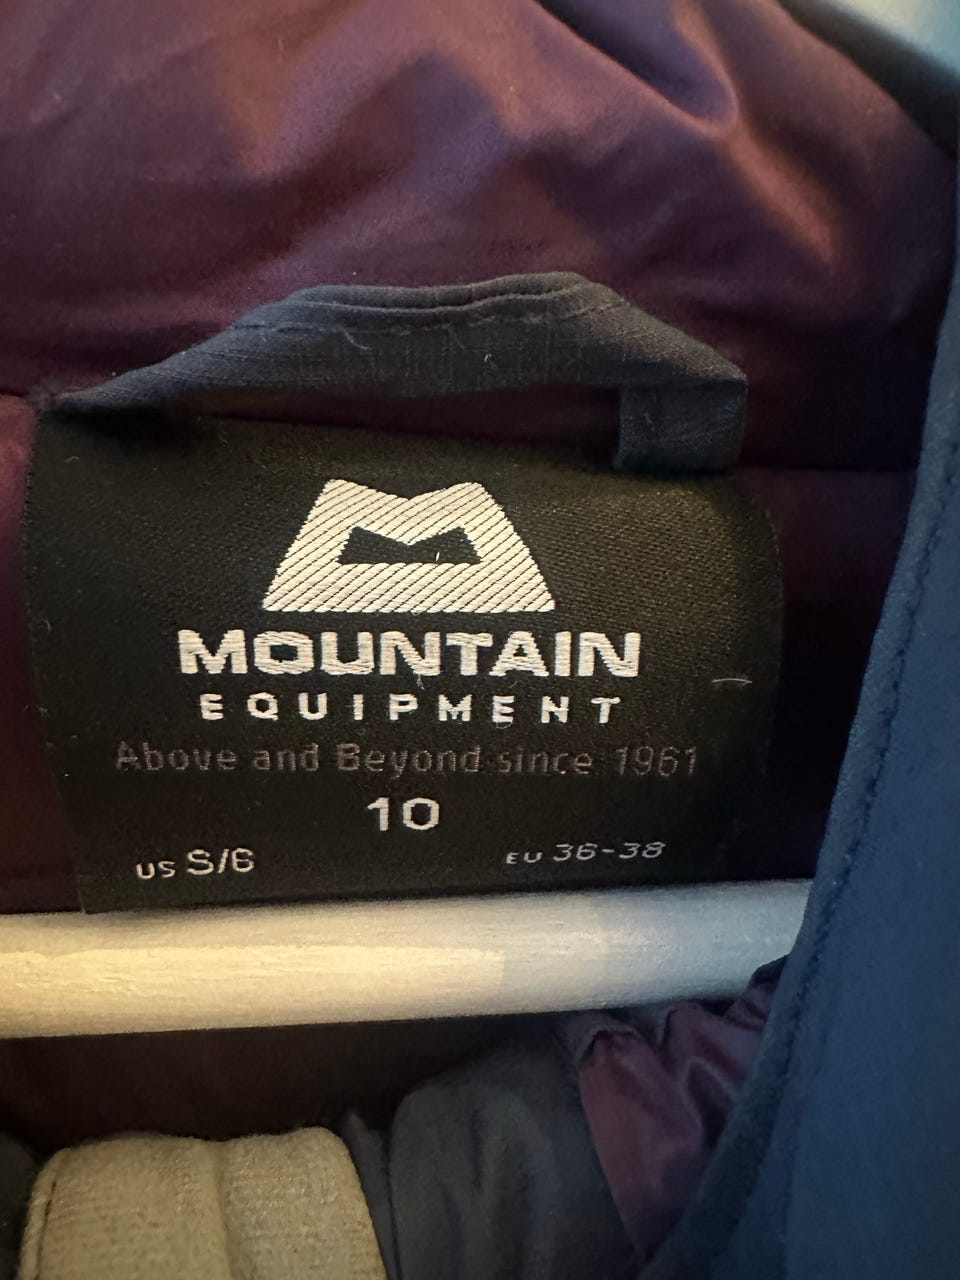 MOUNTAIN
EQUIPMENT
Above and Beyond since 1961
10
US S/6
EU 36-38